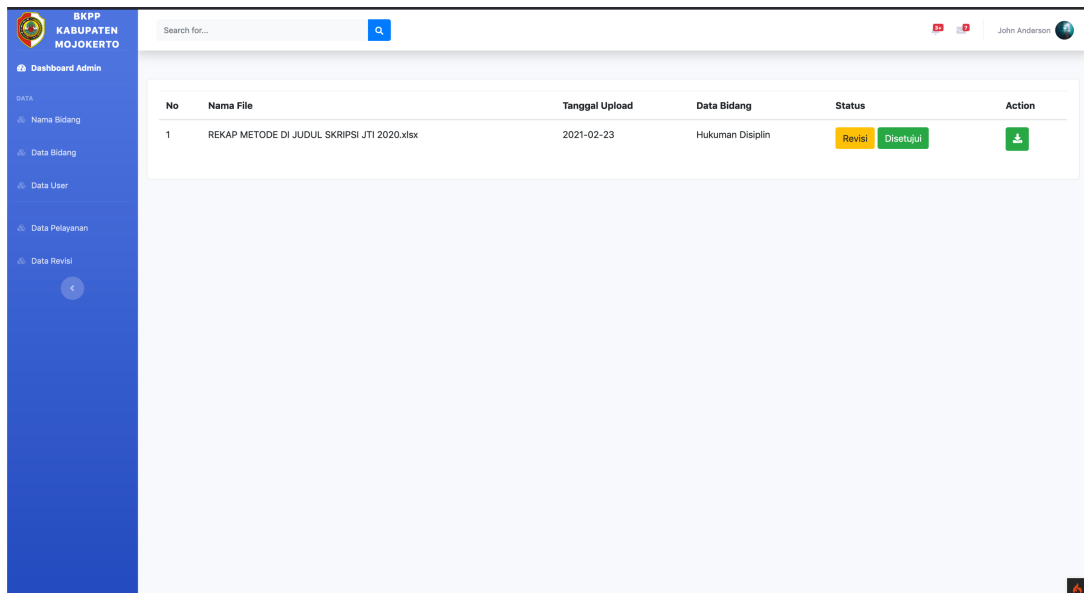 BKPP
KABUPATEN
MOJOKERTO
Search for...
3+
7
John Anderson
Dashboard Admin
DATA
Nama Bidang
Data Bidang
Data User
Data Pelayanan
Data Revisi
No Nama File Tanggal Upload Data Bidang Status Action
1 REKAP METODE DI JUDUL SKRIPSI JTI 2020.xlsx 2021-02-23 Hukuman Disiplin Revisi Disetujui